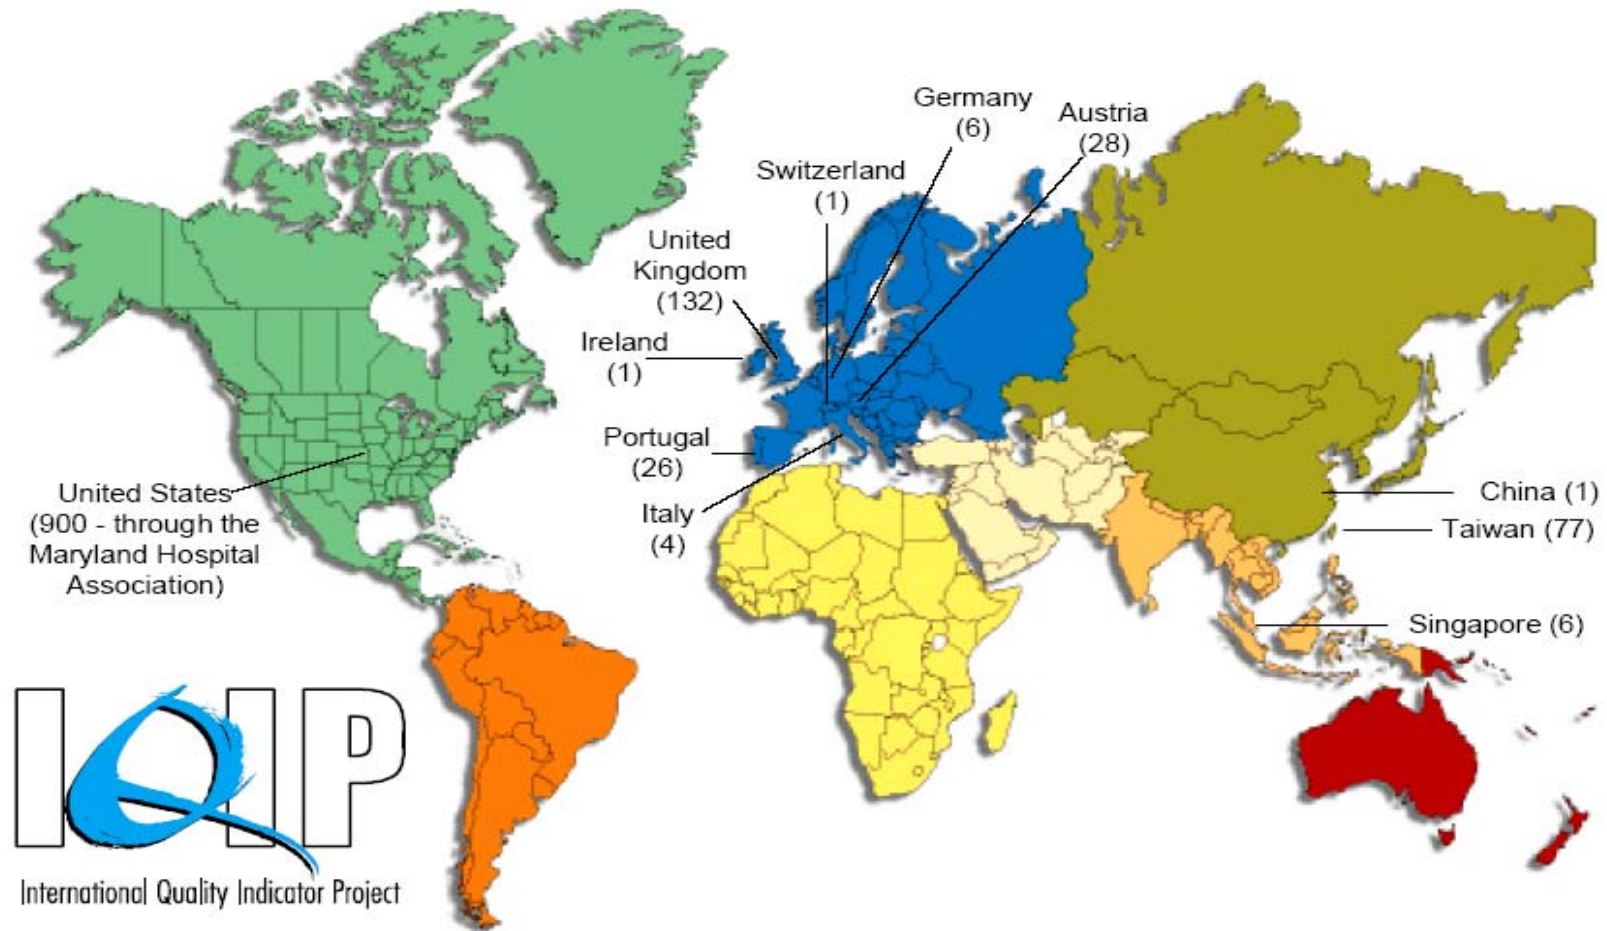 Germany
(6)
Austria
(28)
Switzerland
(1)
United
Kingdom
(132)
Ireland
(1)
Portugal
(26)
Italy
(4)
United States
(900 - through the
Maryland Hospital
Association)
China (1)
Taiwan (77)
Singapore (6)
IQIP
International Quality Indicator Project